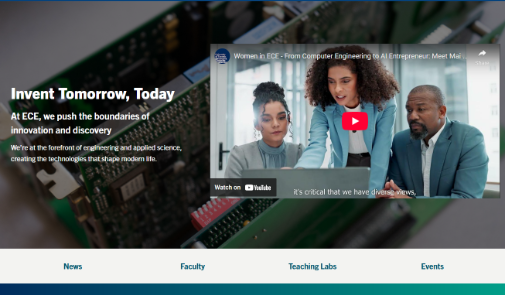 Women in ECE - From Computer Engineering to AI Entrepreneur: Meet Mai...
Invent Tomorrow, Today
At ECE, we push the boundaries of
innovation and discovery
We're at the forefront of engineering and applied science,
creating the technologies that shape modern life.
Watch on YouTube
it's critical that we have diverse views,
News Faculty Teaching Labs Events